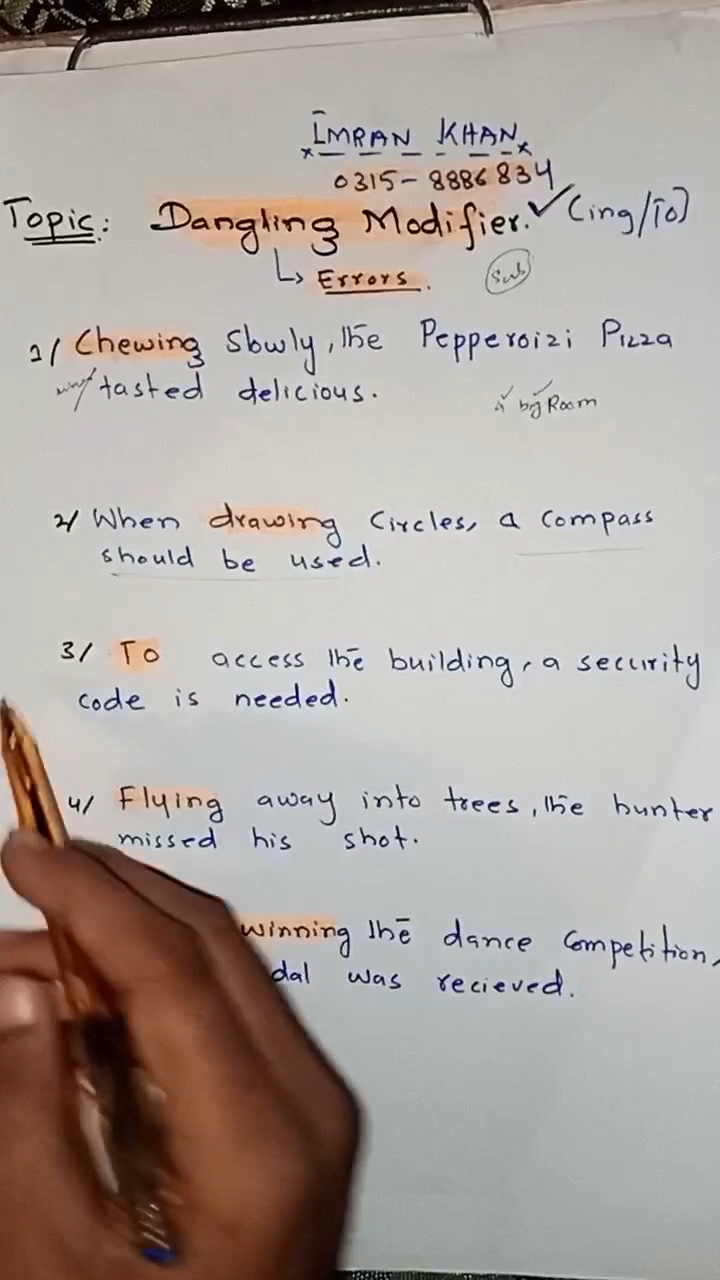 IMRAN KHAN
0315-8886834
Topic: Dangling Modifier. ✓ (ing/To)
↳ Errors. Sub
1/ Chewing Slowly, the Pepperoizi Pizza
tasted delicious.
a big Room
2/ When drawing Circles, a Compass
should be used.
3/ To access the building, a security
code is needed.
4/ Flying away into trees, the hunter
missed his shot.
winning the dance Competition,
dal was recieved.